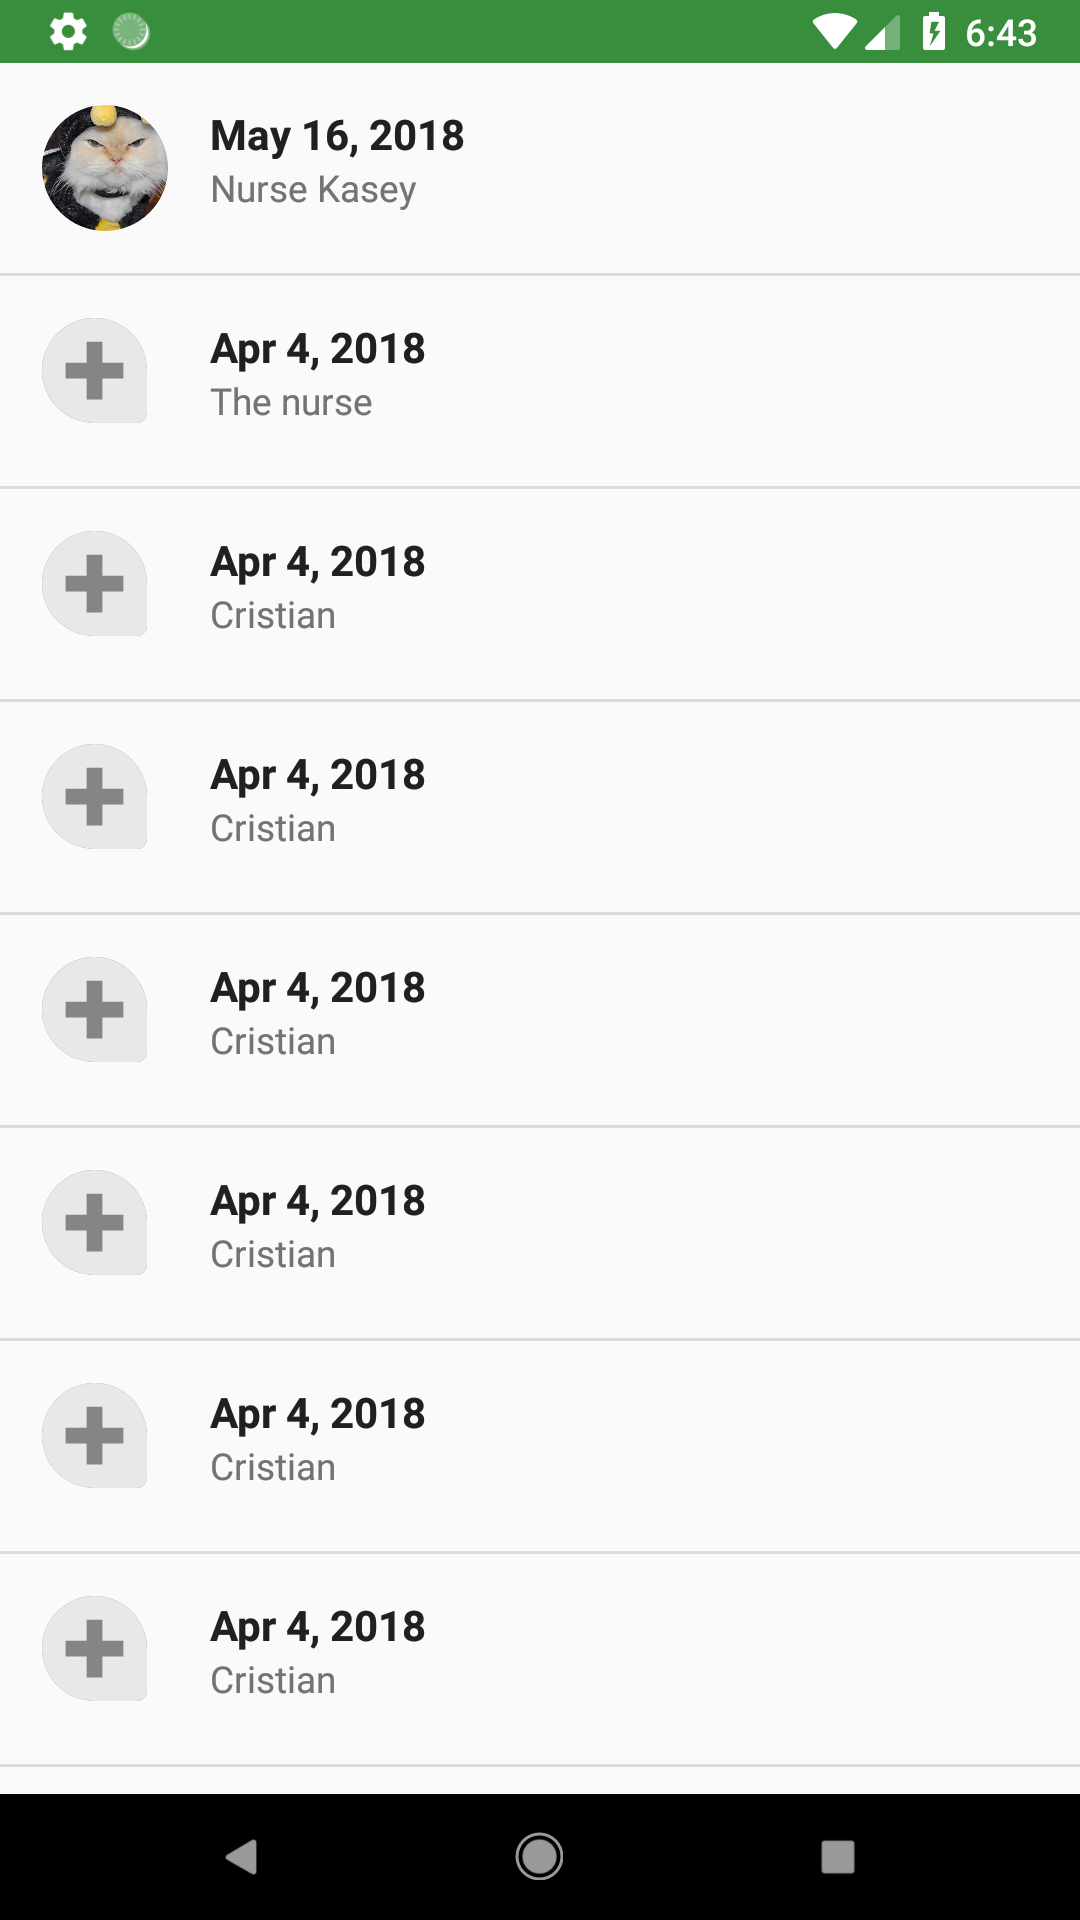 6:43
May 16, 2018
Nurse Kasey
Apr 4, 2018
The nurse
Apr 4, 2018
Cristian
Apr 4, 2018
Cristian
Apr 4, 2018
Cristian
Apr 4, 2018
Cristian
Apr 4, 2018
Cristian
Apr 4, 2018
Cristian